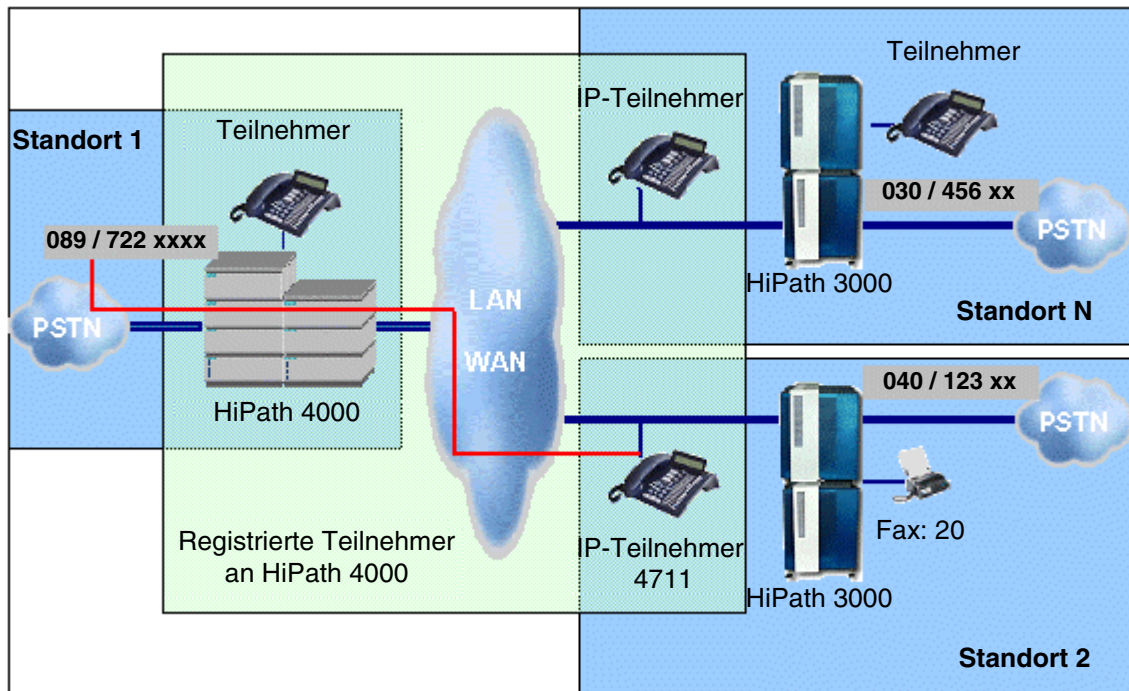 Standort 1
Teilnehmer
089 / 722 xxxx
PSTN
HiPath 4000
Registrierte Teilnehmer
an HiPath 4000
LAN
WAN
IP-Teilnehmer
Teilnehmer
030 / 456 xx
PSTN
HiPath 3000
Standort N
040 / 123 xx
PSTN
Fax: 20
IP-Teilnehmer
4711
HiPath 3000
Standort 2